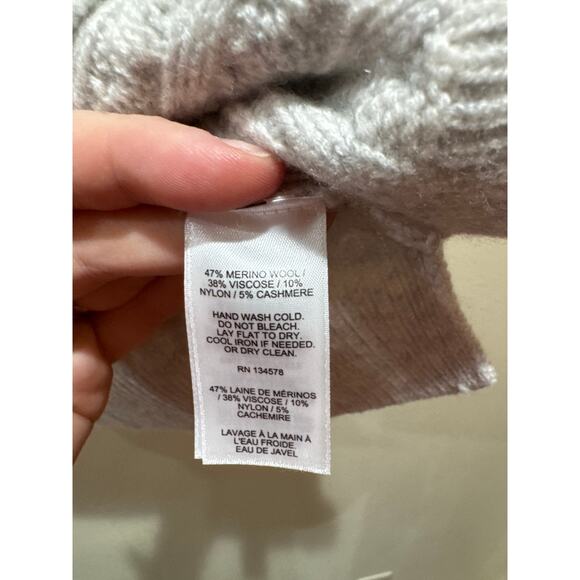 47% MERINO WOOL /
38% VISCOSE / 10%
NYLON / 5% CASHMERE
HAND WASH COLD.
DO NOT BLEACH.
LAY FLAT TO DRY.
COOL IRON IF NEEDED.
OR DRY CLEAN.
RN 134578
47% LAINE DE MÉRINOS
/ 38% VISCOSE / 10%
NYLON / 5%
CACHEMIRE
LAVAGE À LA MAIN À
L'EAU FROIDE.
EAU DE JAVEL